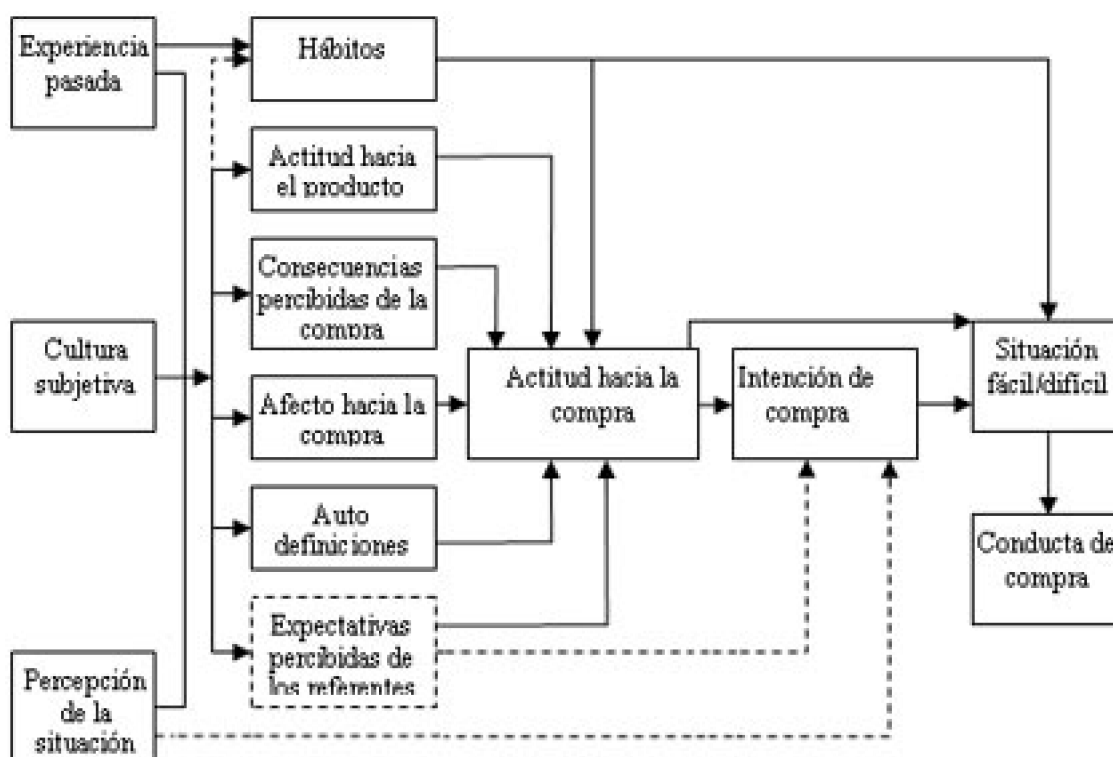 Experiencia
pasada
Hábitos
Actitud hacia
el producto
Consecuencias
percibidas de la
compra
Cultura
subjetiva
Afecto hacia la
compra
Actitud hacia la
compra
Intención de
compra
Situación
fácil/difícil
Auto
definiciones
Conducta de
compra
Expectativas
percibidas de
los referentes
Percepción
de la
situación